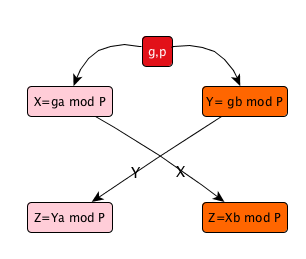 g,p
X=ga mod P
Y= gb mod P
Y
X
Z=Ya mod P
Z=Xb mod P